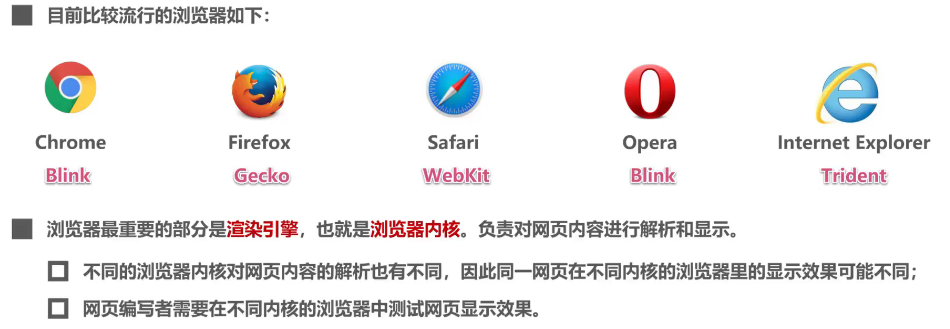 目前比较流行的浏览器如下：
Chrome Firefox Safari Opera Internet Explorer
Blink Gecko WebKit Blink Trident
浏览器最重要的部分是渲染引擎，也就是浏览器内核。负责对网页内容进行解析和显示。
不同的浏览器内核对网页内容的解析也有不同，因此同一网页在不同内核的浏览器里的显示效果可能不同；
网页编写者需要在不同内核的浏览器中测试网页显示效果。